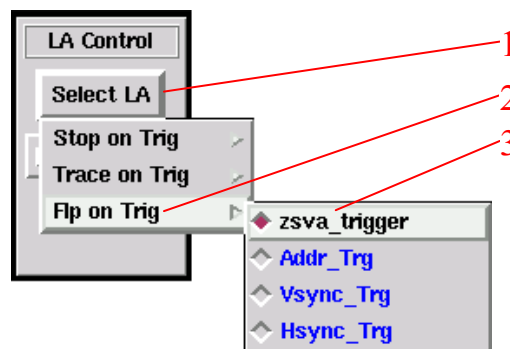 LA Control
1
Select LA
2
Stop on Trig
3
Trace on Trig
Flp on Trig
zsva_trigger
Addr_Trg
Vsync_Trg
Hsync_Trg